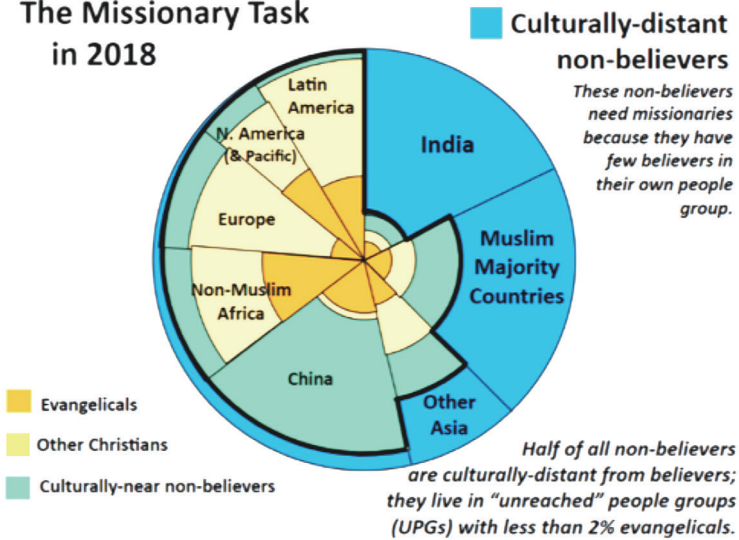 The Missionary Task
in 2018
Culturally-distant
non-believers
These non-believers
need missionaries
because they have
few believers in
their own people
group.
Latin
America
N. America
(& Pacific)
India
Europe
Muslim
Majority
Countries
Non-Muslim
Africa
China
Other
Asia
Evangelicals
Other Christians
Culturally-near non-believers
Half of all non-believers
are culturally-distant from believers;
they live in “unreached” people groups
(UPGs) with less than 2% evangelicals.